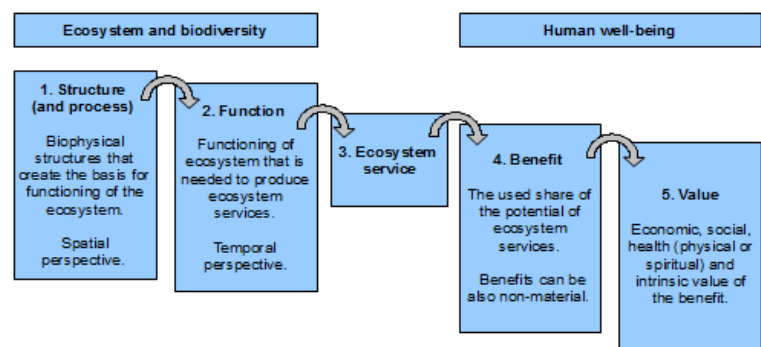 Ecosystem and biodiversity
Human well-being
1. Structure
(and process)
Biophysical
structures that
create the basis for
functioning of the
ecosystem.
Spatial
perspective.
2. Function
Functioning of
ecosystem that is
needed to produce
ecosystem
services.
Temporal
perspective.
3. Ecosystem
service
4. Benefit
The used share of
the potential of
ecosystem
services.
Benefits can be
also non-material.
5. Value
Economic, social,
health (physical or
spiritual) and
intrinsic value of
the benefit.